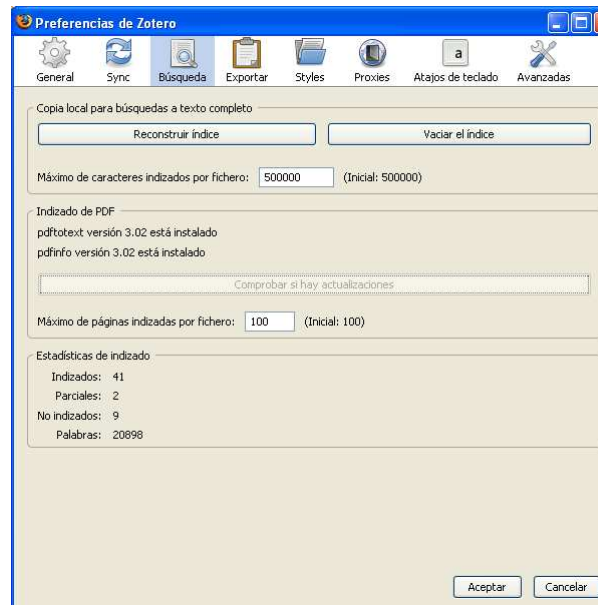 Preferencias de Zotero
General Sync Búsqueda Exportar Styles Proxies Atajos de teclado Avanzadas
a
Copia local para búsquedas a texto completo
Reconstruir índice Vaciar el índice
Máximo de caracteres indizados por fichero: 500000 (Inicial: 500000)
Indizado de PDF
pdftotext versión 3.02 está instalado
pdfinfo versión 3.02 está instalado
Comprobar si hay actualizaciones
Máximo de páginas indizadas por fichero: 100 (Inicial: 100)
Estadísticas de indizado
Indizados: 41
Parciales: 2
No indizados: 9
Palabras: 20898
Aceptar Cancelar